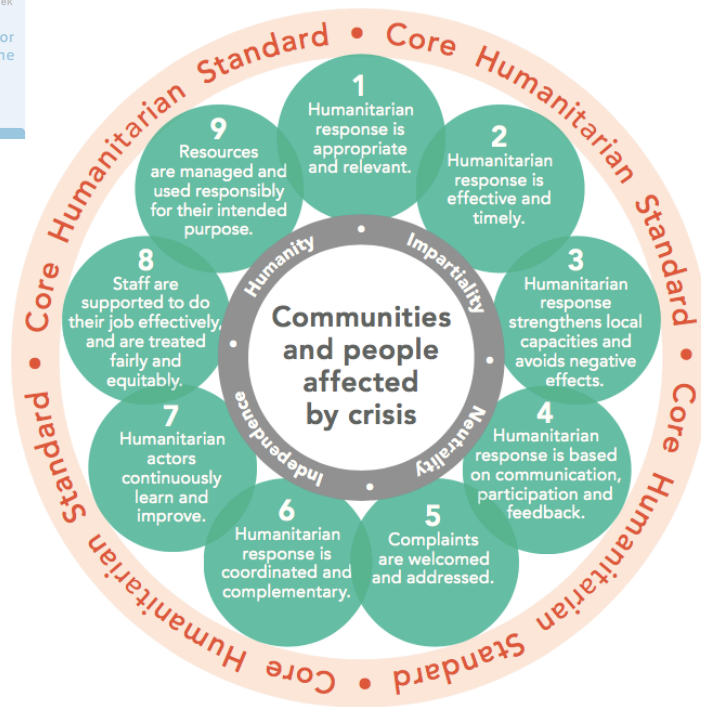 ek
or
ne
Core Humanitarian Standard • Core Humanitarian Standard • Core Humanitarian Standard • Core Humanitarian Standard •
1
Humanitarian
response is
appropriate
and relevant.
2
Humanitarian
response is
effective and
timely.
3
Humanitarian
response
strengthens local
capacities and
avoids negative
effects.
4
Humanitarian
response is based
on communication,
participation and
feedback.
5
Complaints
are welcomed
and addressed.
6
Humanitarian
response is
coordinated and
complementary.
7
Humanitarian
actors
continuously
learn and
improve.
8
Staff are
supported to do
their job effectively,
and are treated
fairly and
equitably.
9
Resources
are managed and
used responsibly
for their intended
purpose.
Humanity • Impartiality • Neutrality • Independence •
Communities
and people
affected
by crisis